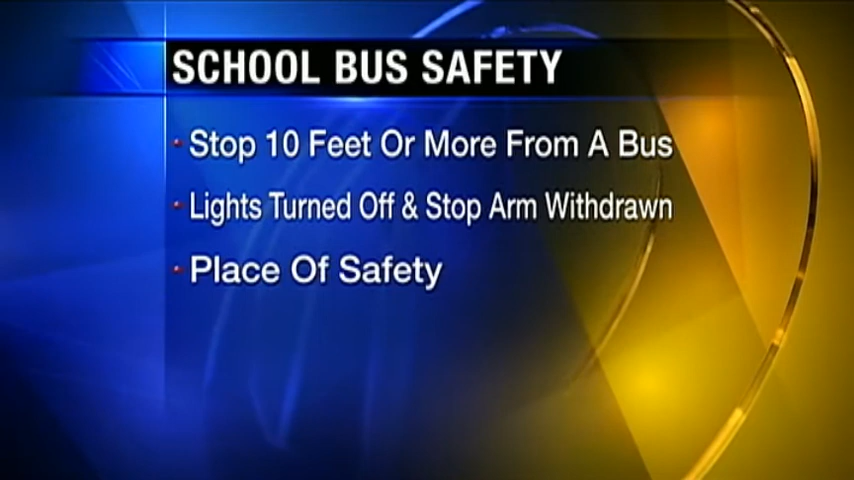 SCHOOL BUS SAFETY
· Stop 10 Feet Or More From A Bus
· Lights Turned Off & Stop Arm Withdrawn
· Place Of Safety